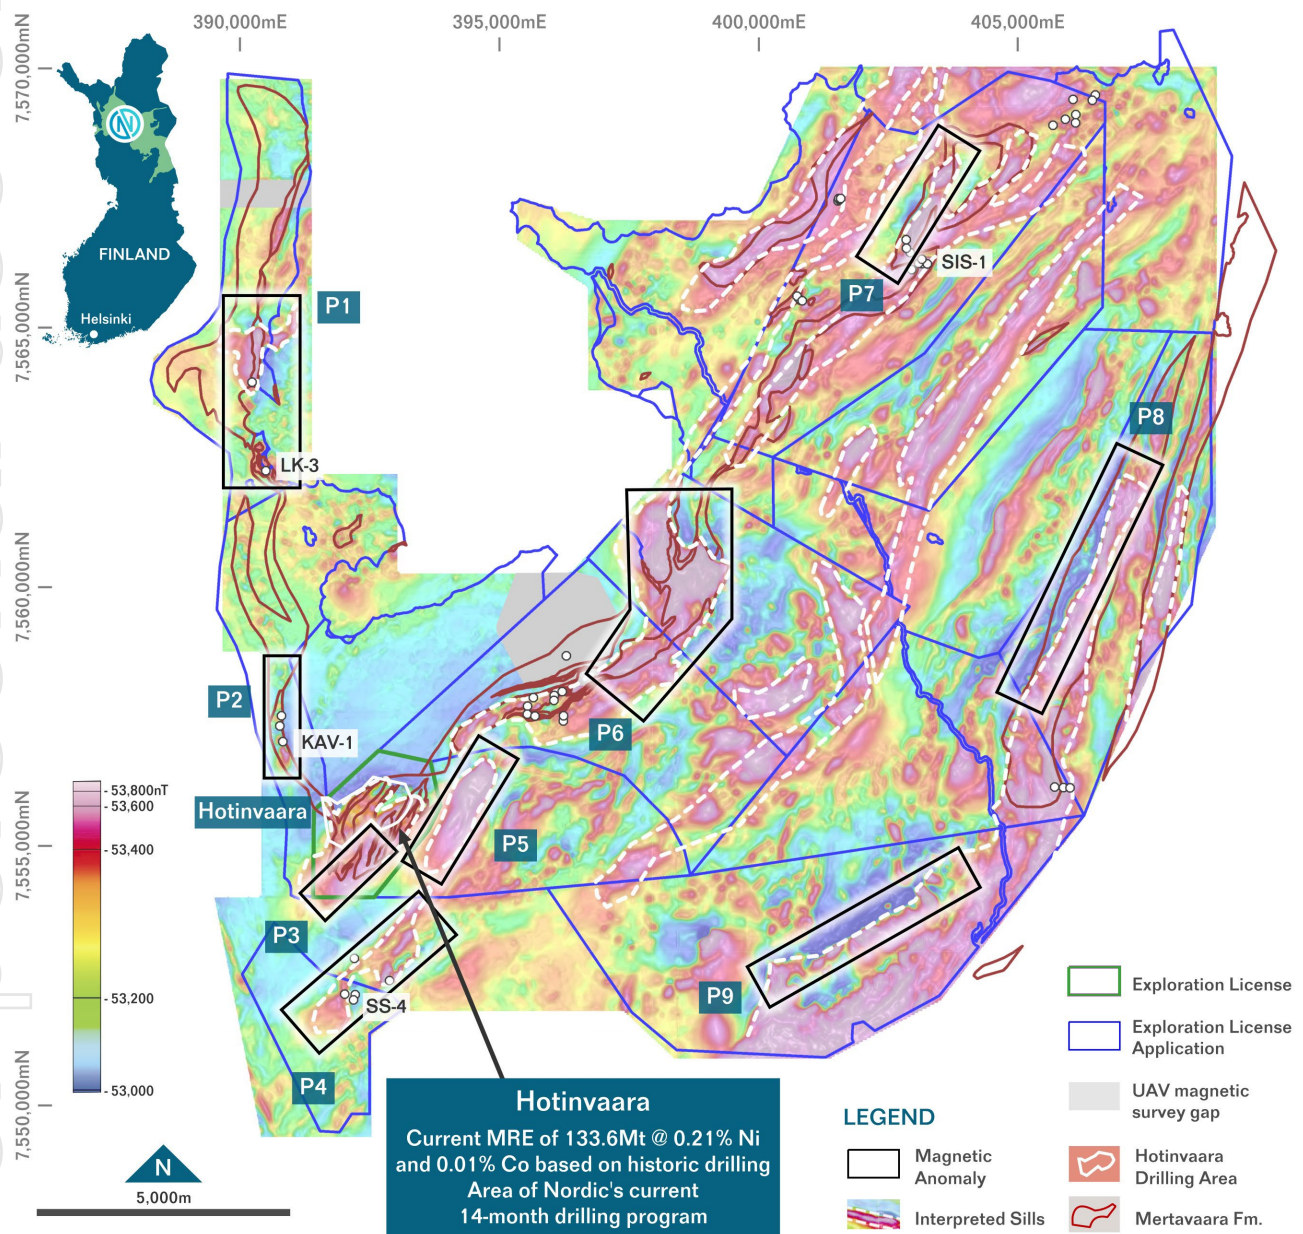 390,000mE
395,000mE
400,000mE
405,000mE
7,570,000mN
7,565,000mN
7,560,000mN
7,555,000mN
7,550,000mN
N
FINLAND
Helsinki
P1
LK-3
P2
KAV-1
Hotinvaara
P3
P4
SS-4
P5
P6
P7
SIS-1
P8
P9
53,800nT
53,600
53,400
53,200
53,000
N
5,000m
Hotinvaara
Current MRE of 133.6Mt @ 0.21% Ni
and 0.01% Co based on historic drilling
Area of Nordic's current
14-month drilling program
LEGEND
Magnetic
Anomaly
Interpreted Sills
Exploration License
Exploration License
Application
UAV magnetic
survey gap
Hotinvaara
Drilling Area
Mertavaara Fm.